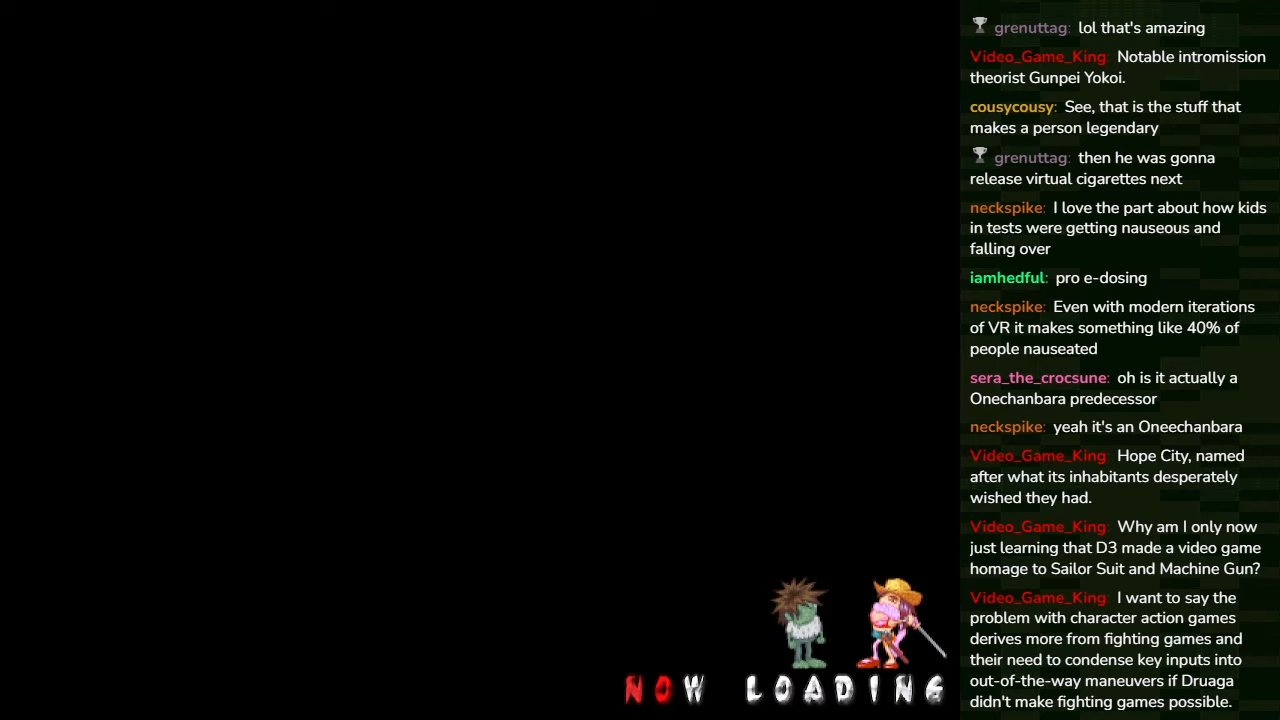 grenuttag: lol that's amazing
Video_Game_King: Notable intromission
theorist Gunpei Yokoi.
cousycousy: See, that is the stuff that
makes a person legendary
grenuttag: then he was gonna
release virtual cigarettes next
neckspike: I love the part about how kids
in tests were getting nauseous and
falling over
iamhedful: pro e-dosing
neckspike: Even with modern iterations
of VR it makes something like 40% of
people nauseated
sera_the_crocsune: oh is it actually a
Onechanbara predecessor
neckspike: yeah it's an Oneechanbara
Video_Game_King: Hope City, named
after what its inhabitants desperately
wished they had.
Video_Game_King: Why am I only now
just learning that D3 made a video game
homage to Sailor Suit and Machine Gun?
Video_Game_King: I want to say the
problem with character action games
derives more from fighting games and
their need to condense key inputs into
out-of-the-way maneuvers if Druaga
didn't make fighting games possible.
NOW LOADING